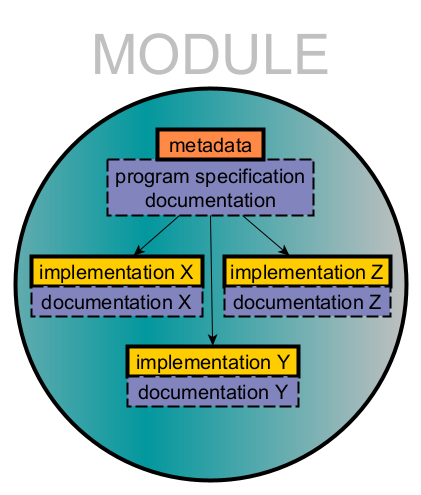 MODULE
metadata
program specification
documentation
implementation X
documentation X
implementation Z
documentation Z
implementation Y
documentation Y